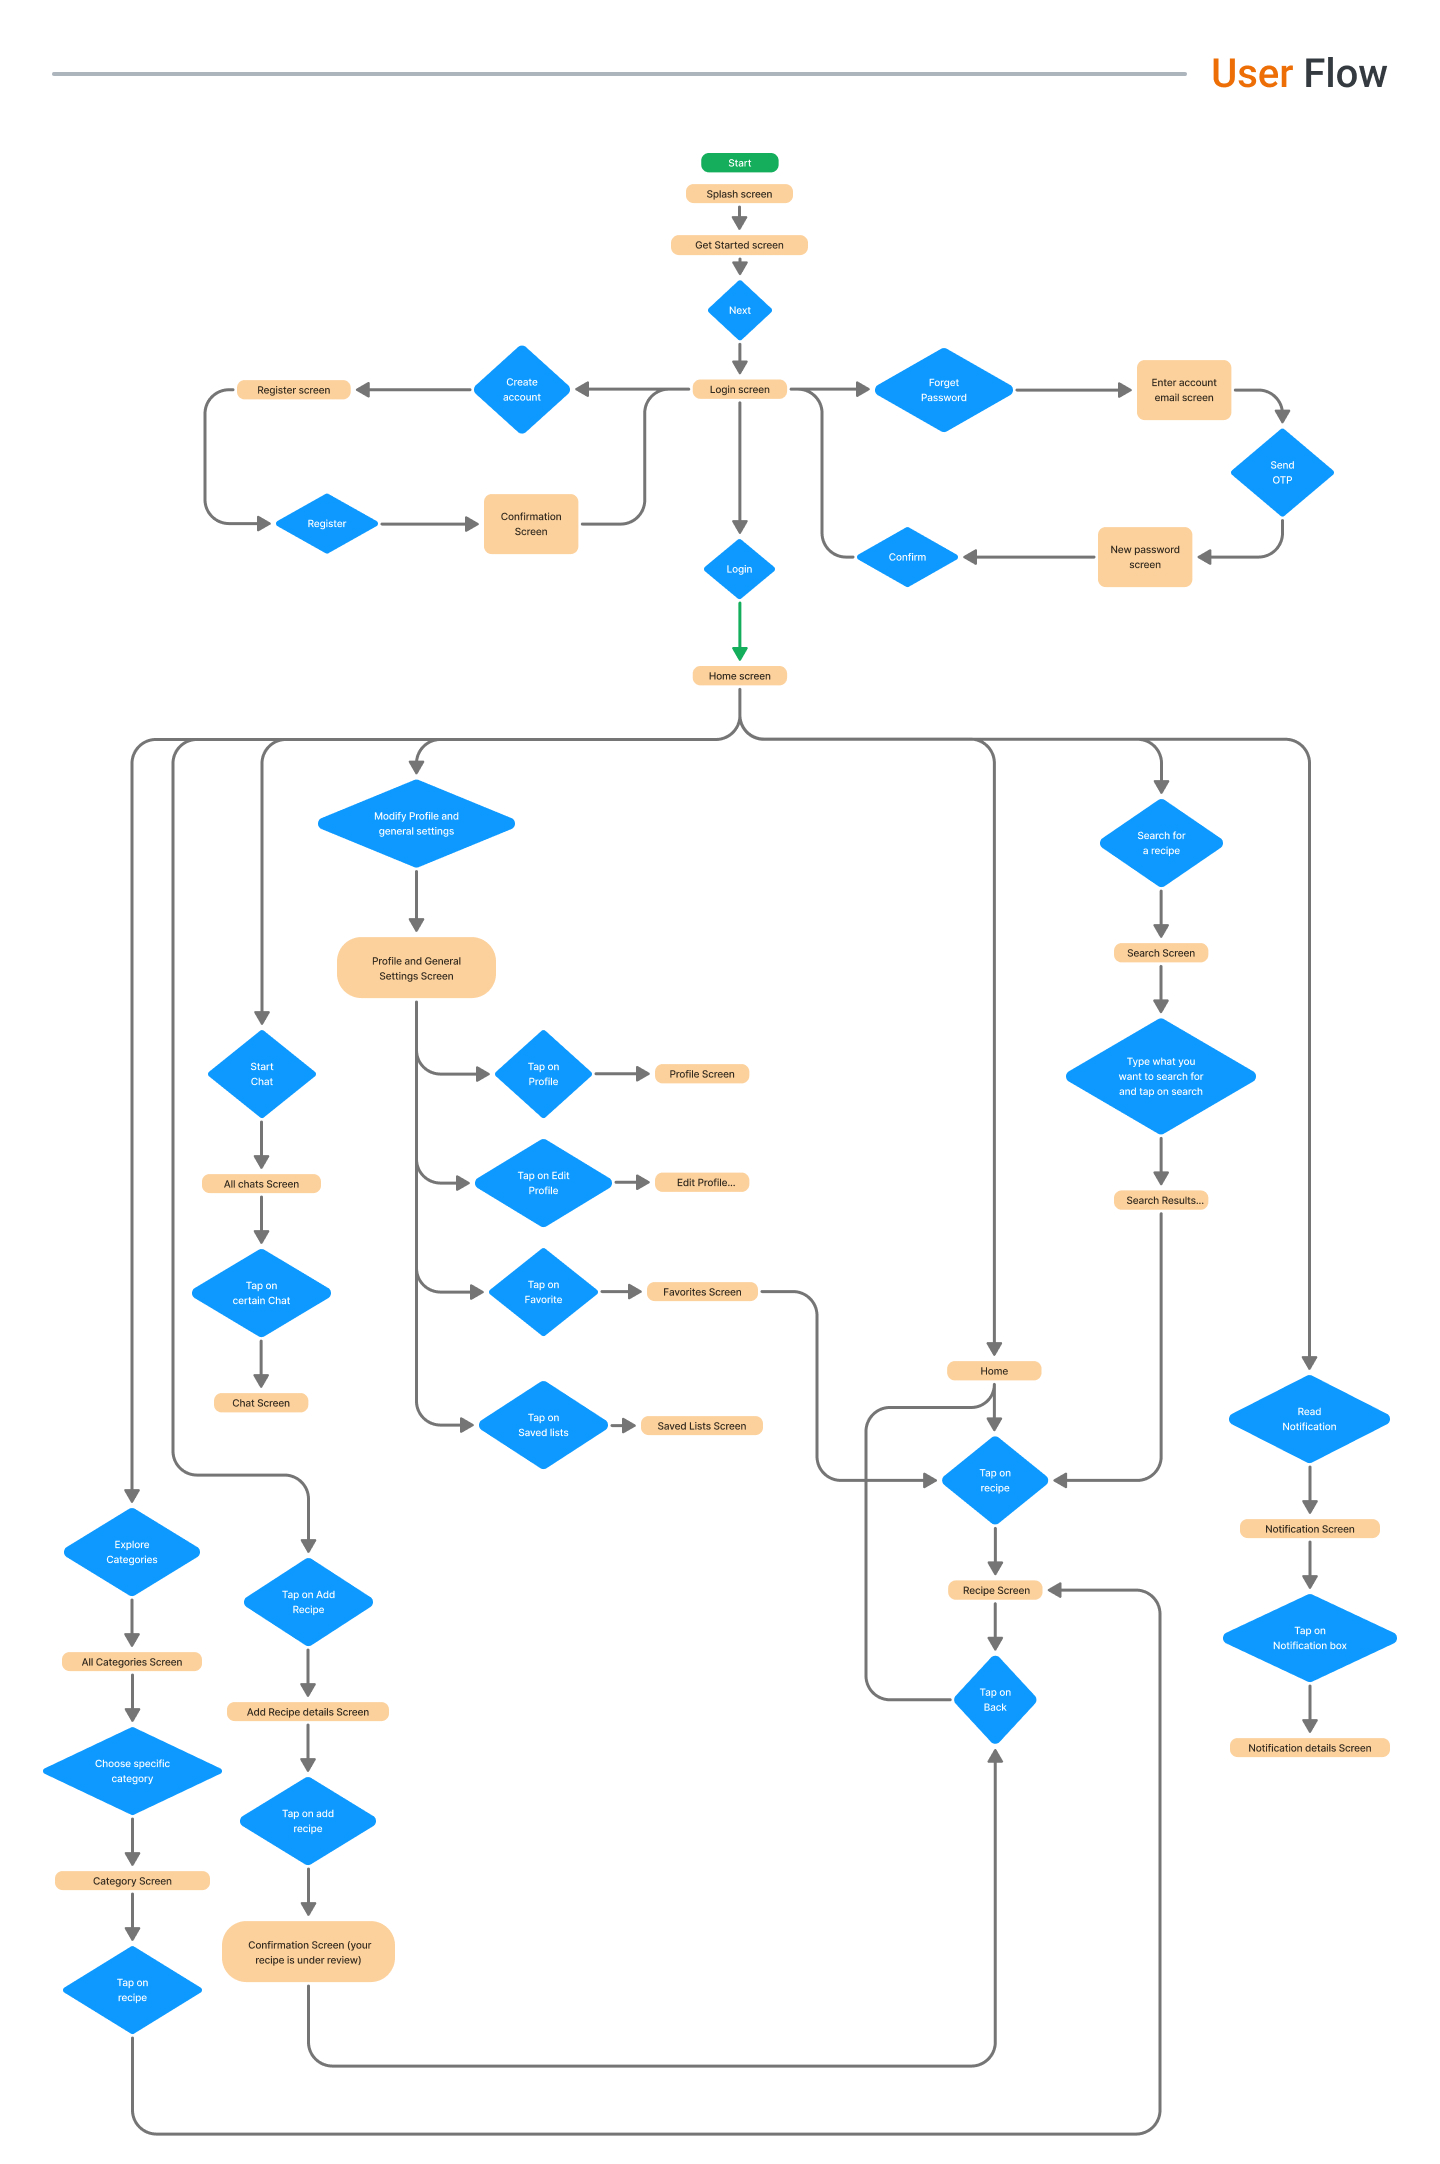 User Flow
Start
Splash screen
Get Started screen
Next
Create
account
Register screen
Login screen
Forget
Password
Enter account
email screen
Send
OTP
Register
Confirmation
Screen
New password
screen
Confirm
Login
Home screen
Modify Profile and
general settings
Search for
a recipe
Profile and General
Settings Screen
Search Screen
Start
Chat
Tap on
Profile
Profile Screen
Type what you
want to search for
and tap on search
All chats Screen
Tap on Edit
Profile
Edit Profile...
Search Results...
Tap on
certain Chat
Tap on
Favorite
Favorites Screen
Home
Chat Screen
Tap on
Saved lists
Saved Lists Screen
Read
Notification
Tap on
recipe
Notification Screen
Explore
Categories
Tap on Add
Recipe
Recipe Screen
Tap on
Notification box
All Categories Screen
Tap on
Back
Add Recipe details Screen
Notification details Screen
Choose specific
category
Tap on add
recipe
Category Screen
Confirmation Screen (your
recipe is under review)
Tap on
recipe